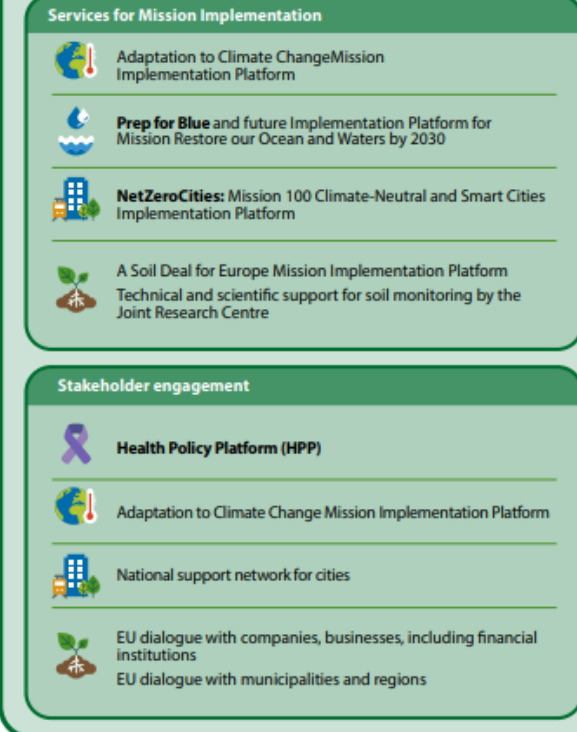 Services for Mission Implementation
Adaptation to Climate ChangeMission
Implementation Platform
Prep for Blue and future Implementation Platform for
Mission Restore our Ocean and Waters by 2030
NetZeroCities: Mission 100 Climate-Neutral and Smart Cities
Implementation Platform
A Soil Deal for Europe Mission Implementation Platform
Technical and scientific support for soil monitoring by the
Joint Research Centre
Stakeholder engagement
Health Policy Platform (HPP)
Adaptation to Climate Change Mission Implementation Platform
National support network for cities
EU dialogue with companies, businesses, including financial
institutions
EU dialogue with municipalities and regions